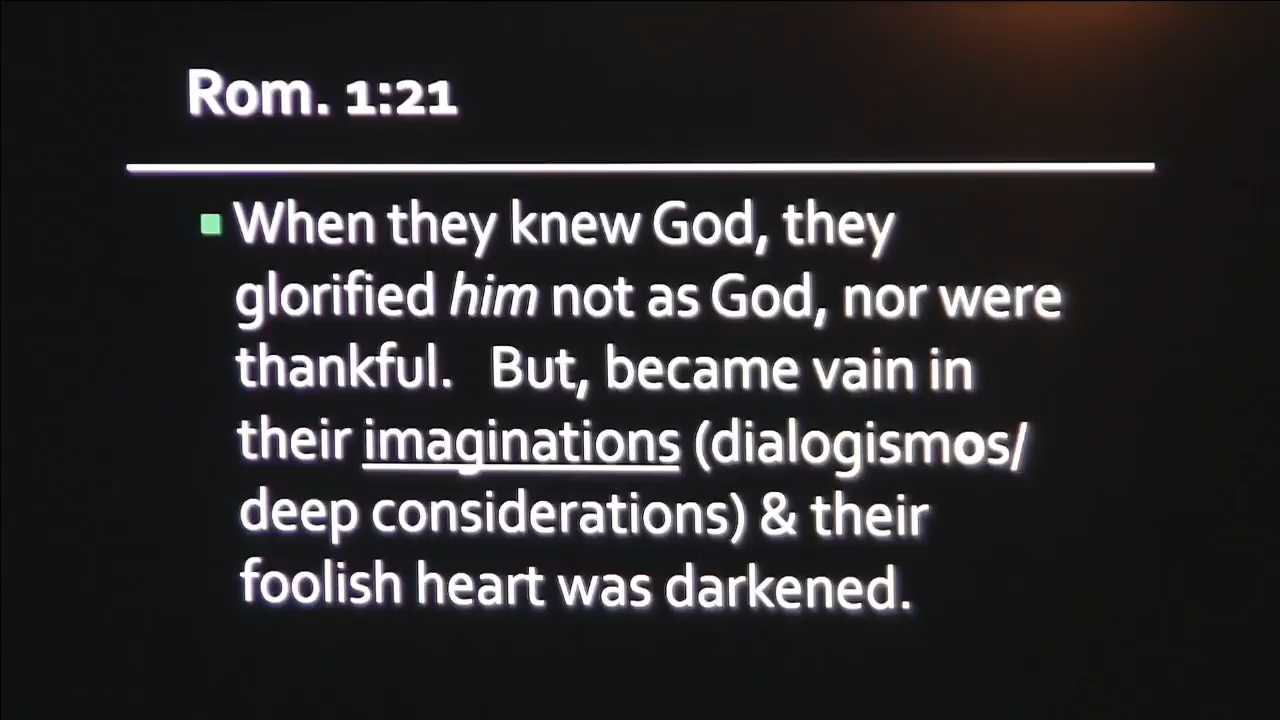 Rom. 1:21
When they knew God, they
glorified him not as God, nor were
thankful. But, became vain in
their imaginations (dialogismos/
deep considerations) & their
foolish heart was darkened.